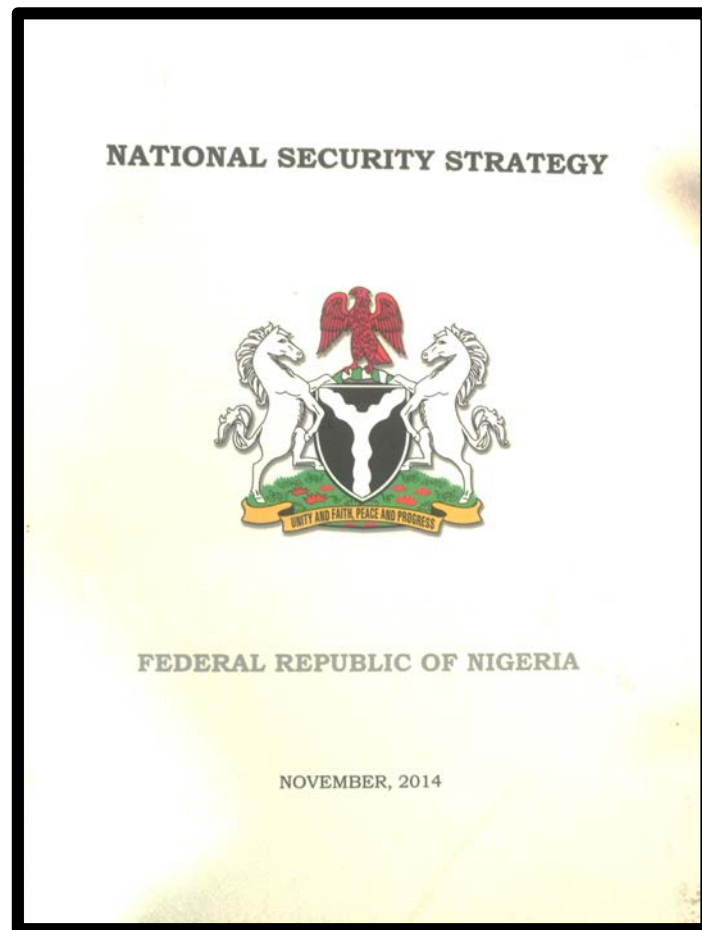 NATIONAL SECURITY STRATEGY
UNITY AND FAITH, PEACE AND PROGRESS
FEDERAL REPUBLIC OF NIGERIA
NOVEMBER, 2014